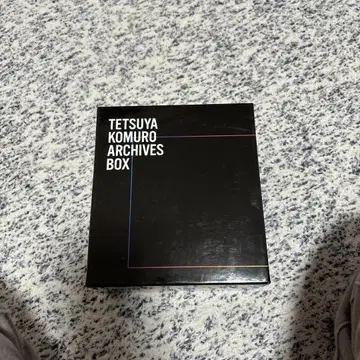 TETSUYA
KOMURO
ARCHIVES
BOX